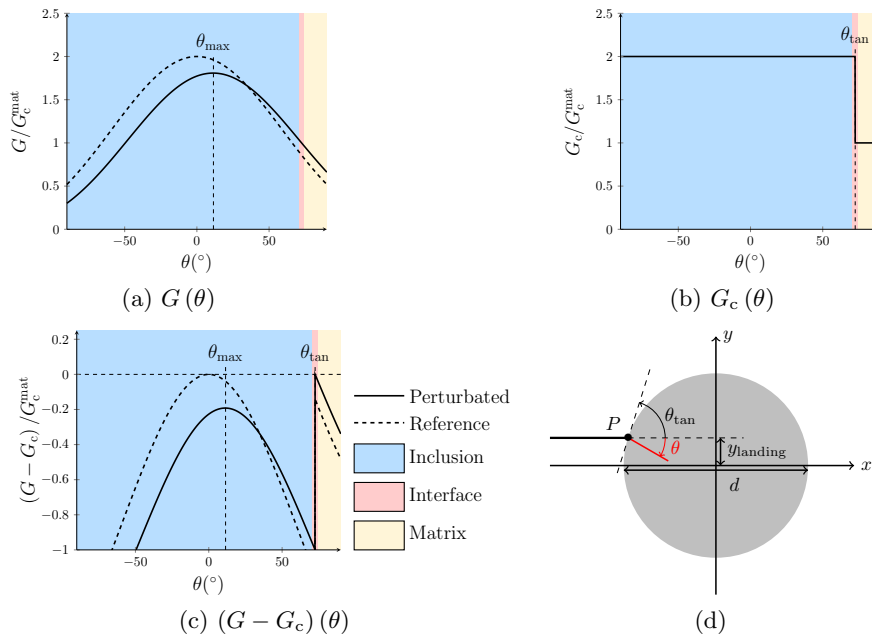 2.5
2
1.5
1
0.5
0
−50 0 50
G/G_c^mat
θ(°)
θ_max
(a) G(θ)
2.5
2
1.5
1
0.5
0
−50 0 50
G_c/G_c^mat
θ(°)
θ_tan
(b) G_c(θ)
0.2
0
−0.2
−0.4
−0.6
−0.8
−1
−50 0 50
(G − G_c)/G_c^mat
θ(°)
θ_max θ_tan
Perturbated
Reference
Inclusion
Interface
Matrix
(c) (G − G_c)(θ)
y
P
θ_tan
θ
y_landing
x
d
(d)